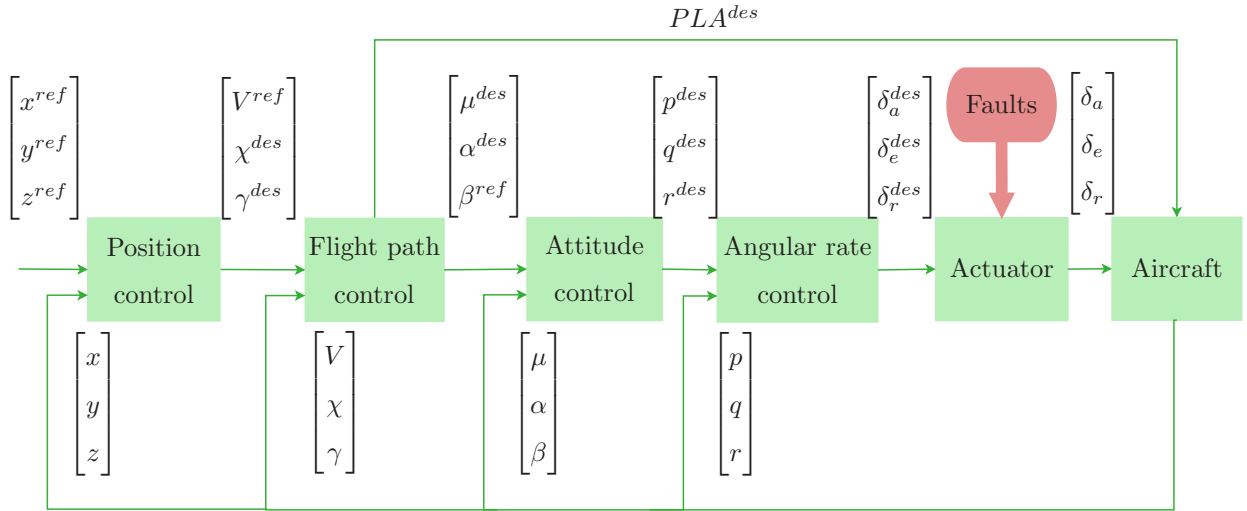 PLA^{des}
x^{ref}
y^{ref}
z^{ref}
V^{ref}
χ^{des}
γ^{des}
μ^{des}
α^{des}
β^{ref}
p^{des}
q^{des}
r^{des}
δ_a^{des}
δ_e^{des}
δ_r^{des}
Faults
δ_a
δ_e
δ_r
Position
control
Flight path
control
Attitude
control
Angular rate
control
Actuator
Aircraft
x
y
z
V
χ
γ
μ
α
β
p
q
r